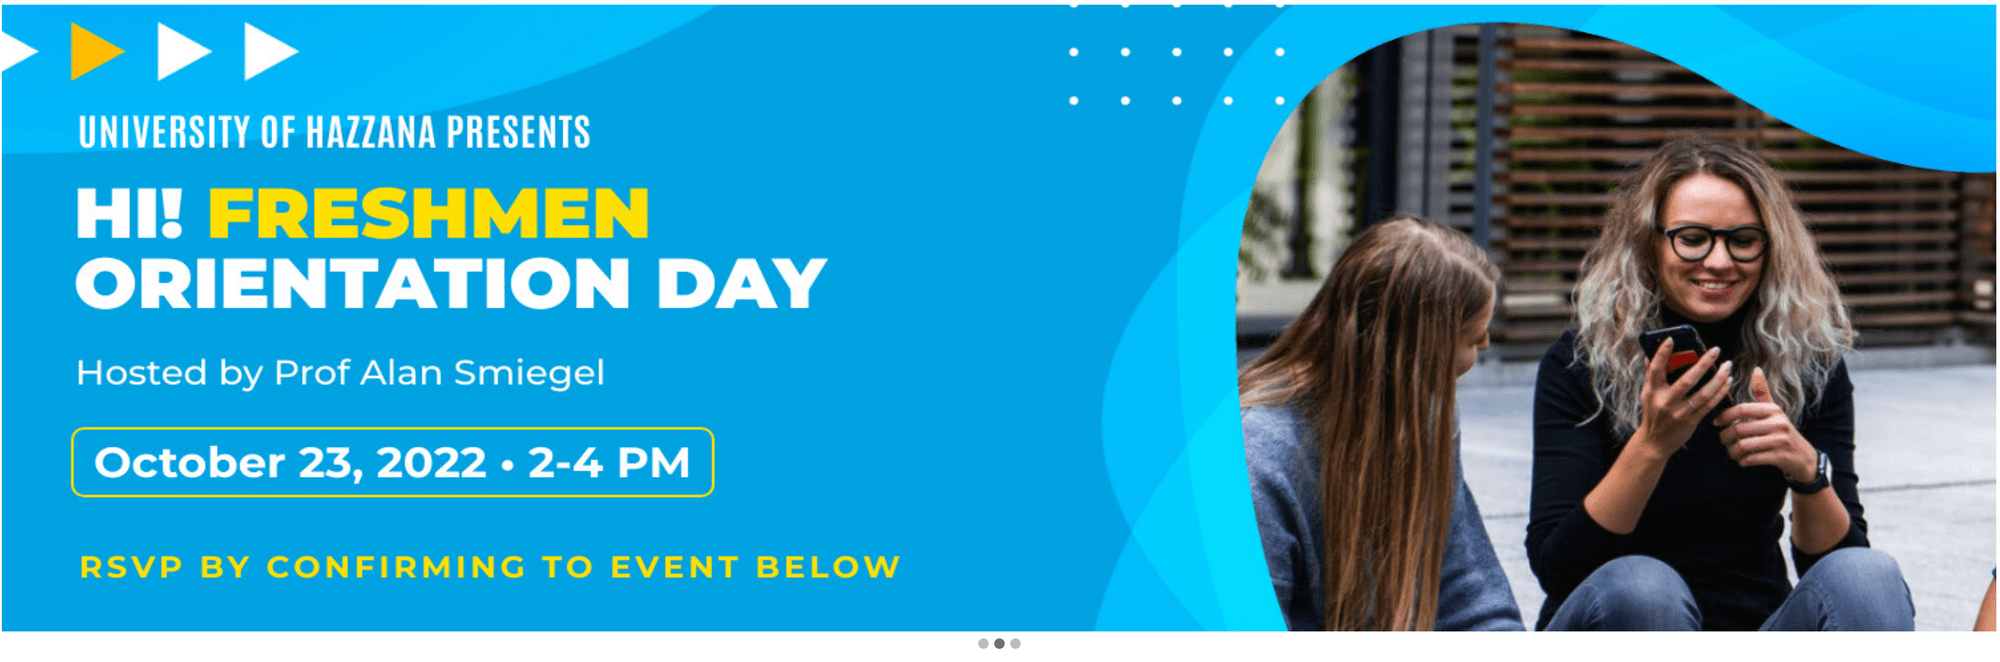 UNIVERSITY OF HAZZANA PRESENTS
HI! FRESHMEN
ORIENTATION DAY
Hosted by Prof Alan Smiegel
October 23, 2022 • 2-4 PM
RSVP BY CONFIRMING TO EVENT BELOW